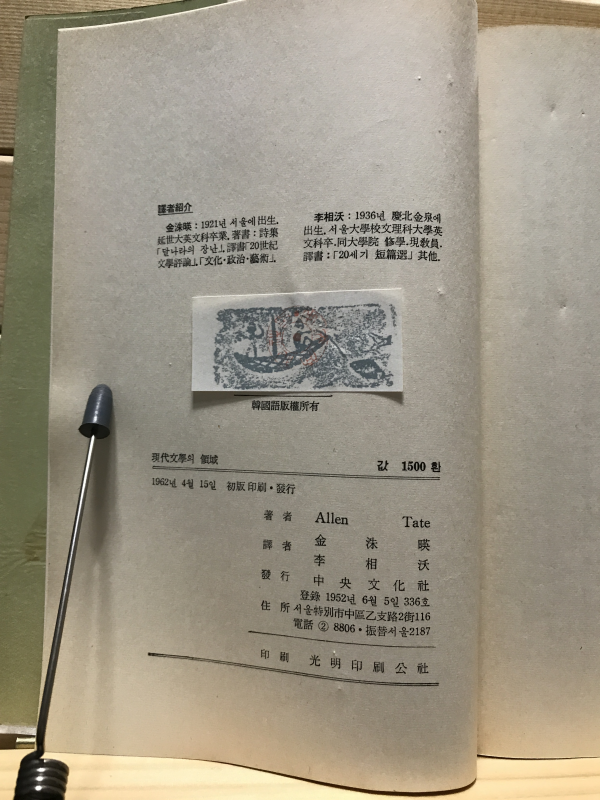 譯者紹介
金洙暎: 1921년 서울에 出生.
延世大英文科卒業. 著書: 詩集
「달나라의 장난」. 譯書「20世紀
文學評論」. 「文化・政治・藝術」.
李相沃: 1936년 慶北金泉에
出生. 서울大學校文理科大學英
文科卒. 同大學院 修學. 現敎員.
譯書: 「20세기 短篇選」 其他.
韓國語版權所有
現代文學의 領域
값 1500 환
1962년 4월 15일 初版 印刷・發行
著者 Allen Tate
譯者 金洙暎
李相沃
發行 中央文化社
登錄 1952년 6월 5일 336호
住所 서울特別市中區乙支路2街116
電話 ② 8806・振替서울2187
印刷 光明印刷公社